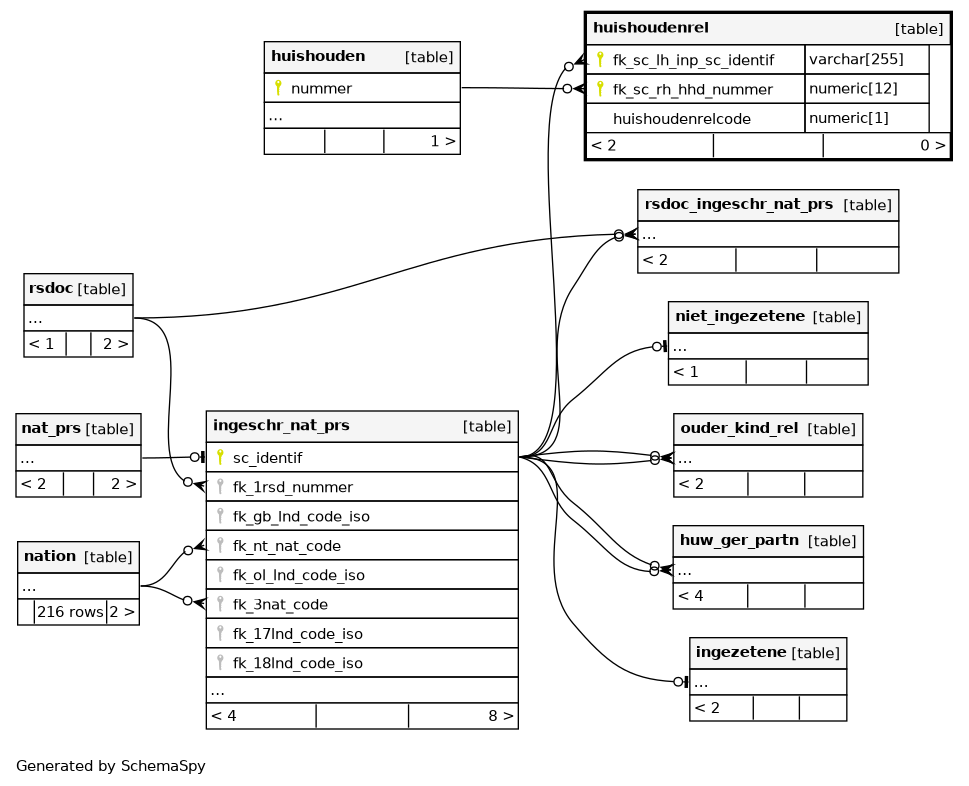 huishoudenrel [table]
fk_sc_lh_inp_sc_identif varchar[255]
fk_sc_rh_hhd_nummer numeric[12]
huishoudenrelcode numeric[1]
< 2 0 >
huishouden [table]
nummer
...
1 >
rsdoc_ingeschr_nat_prs [table]
...
< 2
rsdoc [table]
...
< 1 2 >
niet_ingezetene [table]
...
< 1
nat_prs [table]
...
< 2 2 >
ingeschr_nat_prs [table]
sc_identif
fk_1rsd_nummer
fk_gb_lnd_code_iso
fk_nt_nat_code
fk_ol_lnd_code_iso
fk_3nat_code
fk_17lnd_code_iso
fk_18lnd_code_iso
...
< 4 8 >
ouder_kind_rel [table]
...
< 2
nation [table]
...
216 rows 2 >
huw_ger_partn [table]
...
< 4
ingezetene [table]
...
< 2
Generated by SchemaSpy